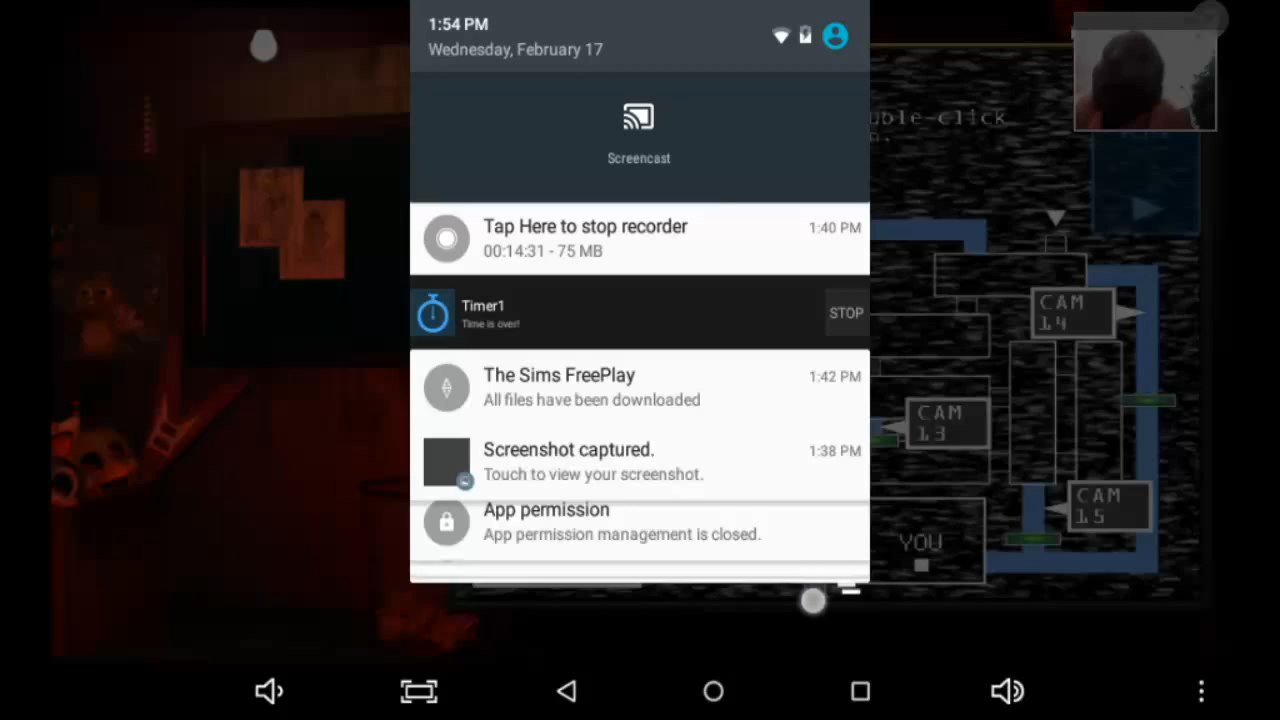 1:54 PM
Wednesday, February 17
Screencast
Tap Here to stop recorder
1:40 PM
00:14:31 - 75 MB
Timer1
Time is over!
STOP
The Sims FreePlay
1:42 PM
All files have been downloaded
Screenshot captured.
1:38 PM
Touch to view your screenshot.
App permission
App permission management is closed.
uble-click
CAM
14
CAM
13
CAM
15
YOU